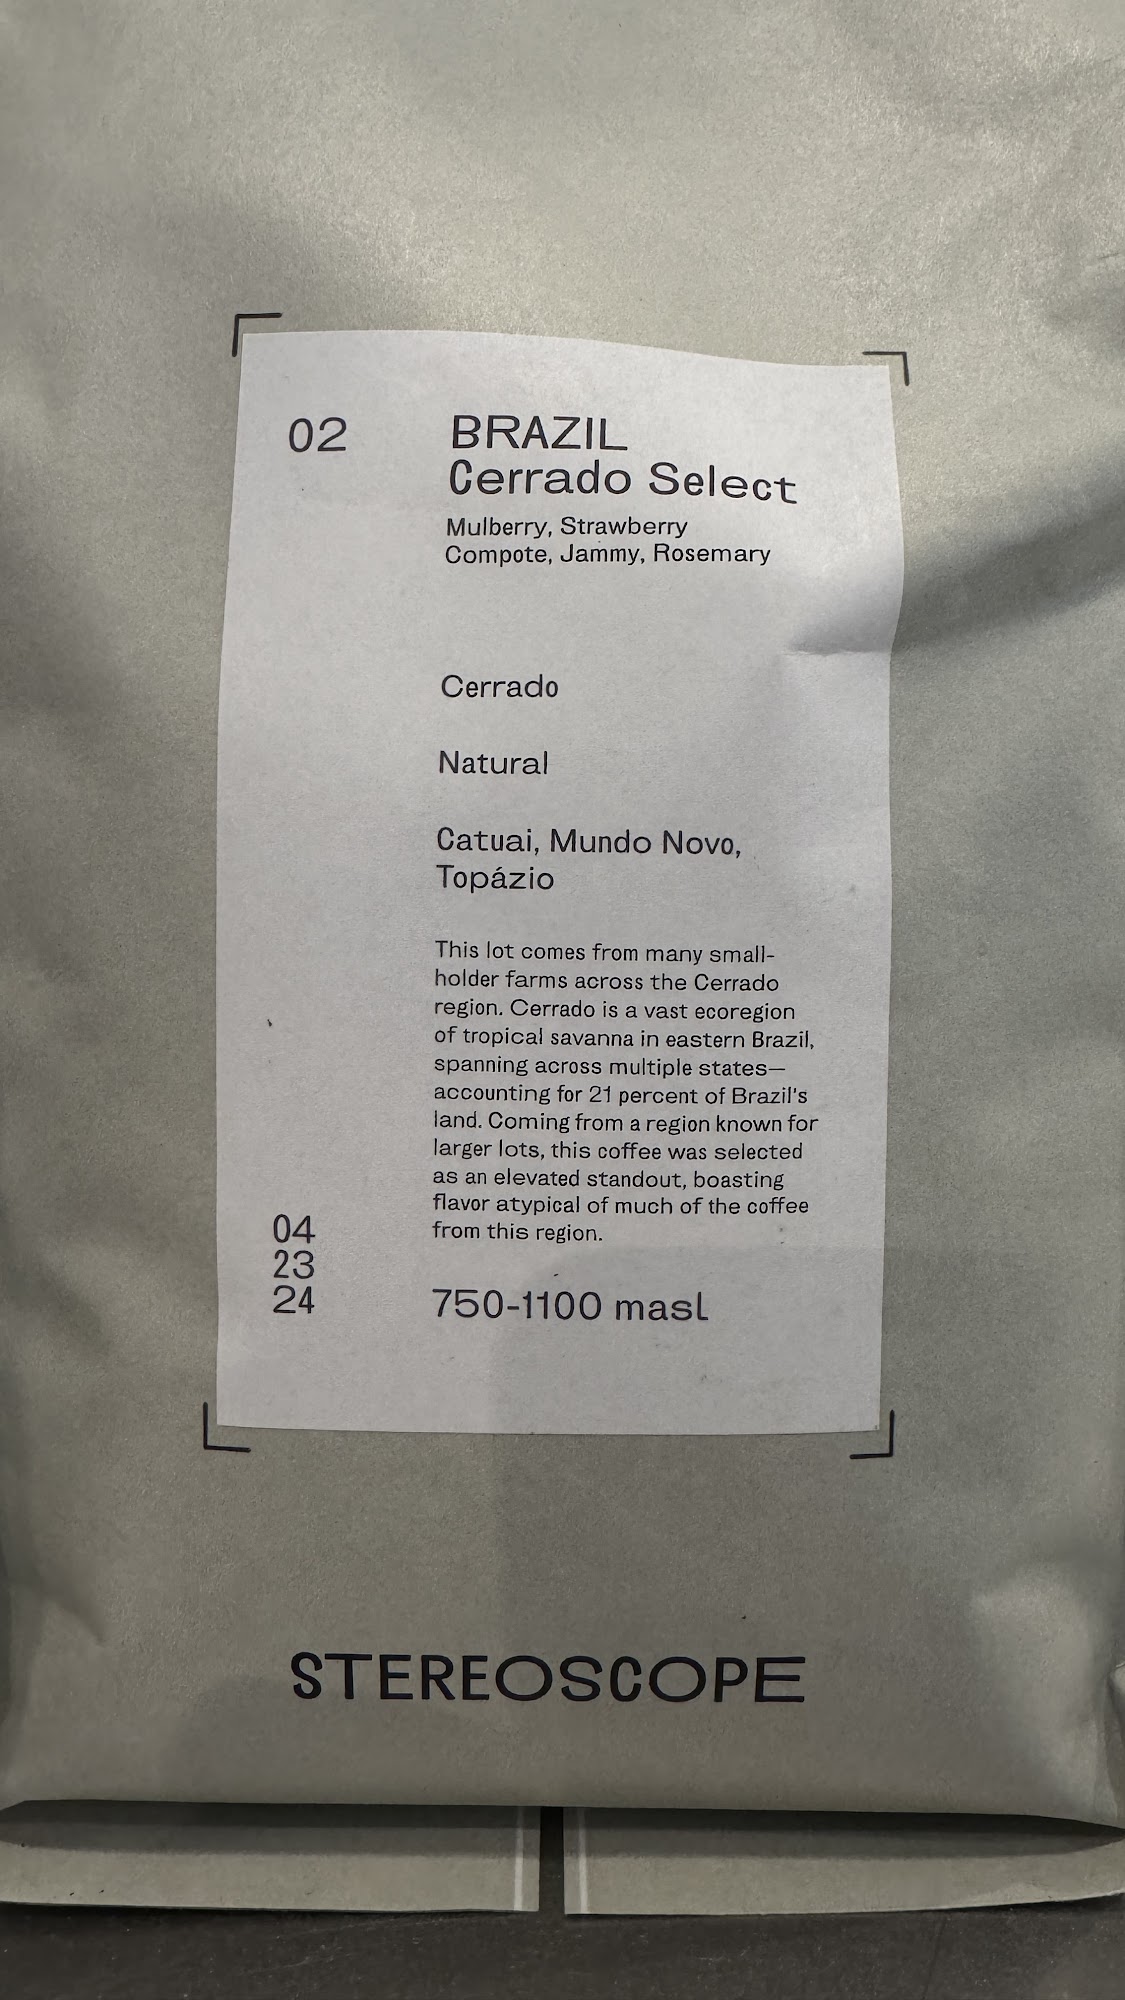 02
BRAZIL
Cerrado Select
Mulberry, Strawberry
Compote, Jammy, Rosemary
Cerrado
Natural
Catuai, Mundo Novo,
Topázio
This lot comes from many small-
holder farms across the Cerrado
region. Cerrado is a vast ecoregion
of tropical savanna in eastern Brazil,
spanning across multiple states—
accounting for 21 percent of Brazil's
land. Coming from a region known for
larger lots, this coffee was selected
as an elevated standout, boasting
flavor atypical of much of the coffee
from this region.
04
23
24
750-1100 masl
STEREOSCOPE